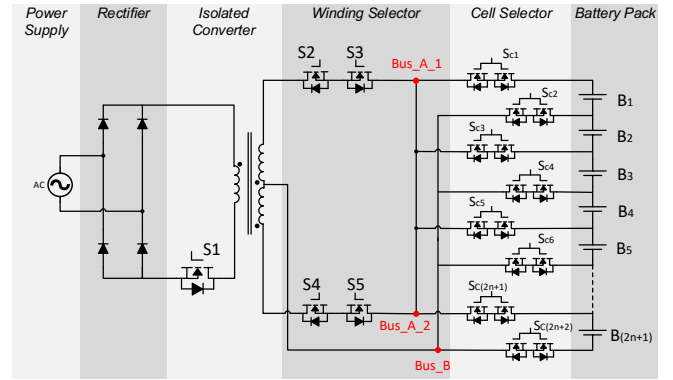 Power Supply
Rectifier
Isolated Converter
Winding Selector
Cell Selector
Battery Pack
S2
S3
Bus_A_1
Sc1
Sc2
B1
B2
Sc3
Sc4
B3
AC
Sc5
B4
S1
Sc6
B5
S4
S5
SC(2n+1)
Bus_A_2
SC(2n+2)
B(2n+1)
Bus_B